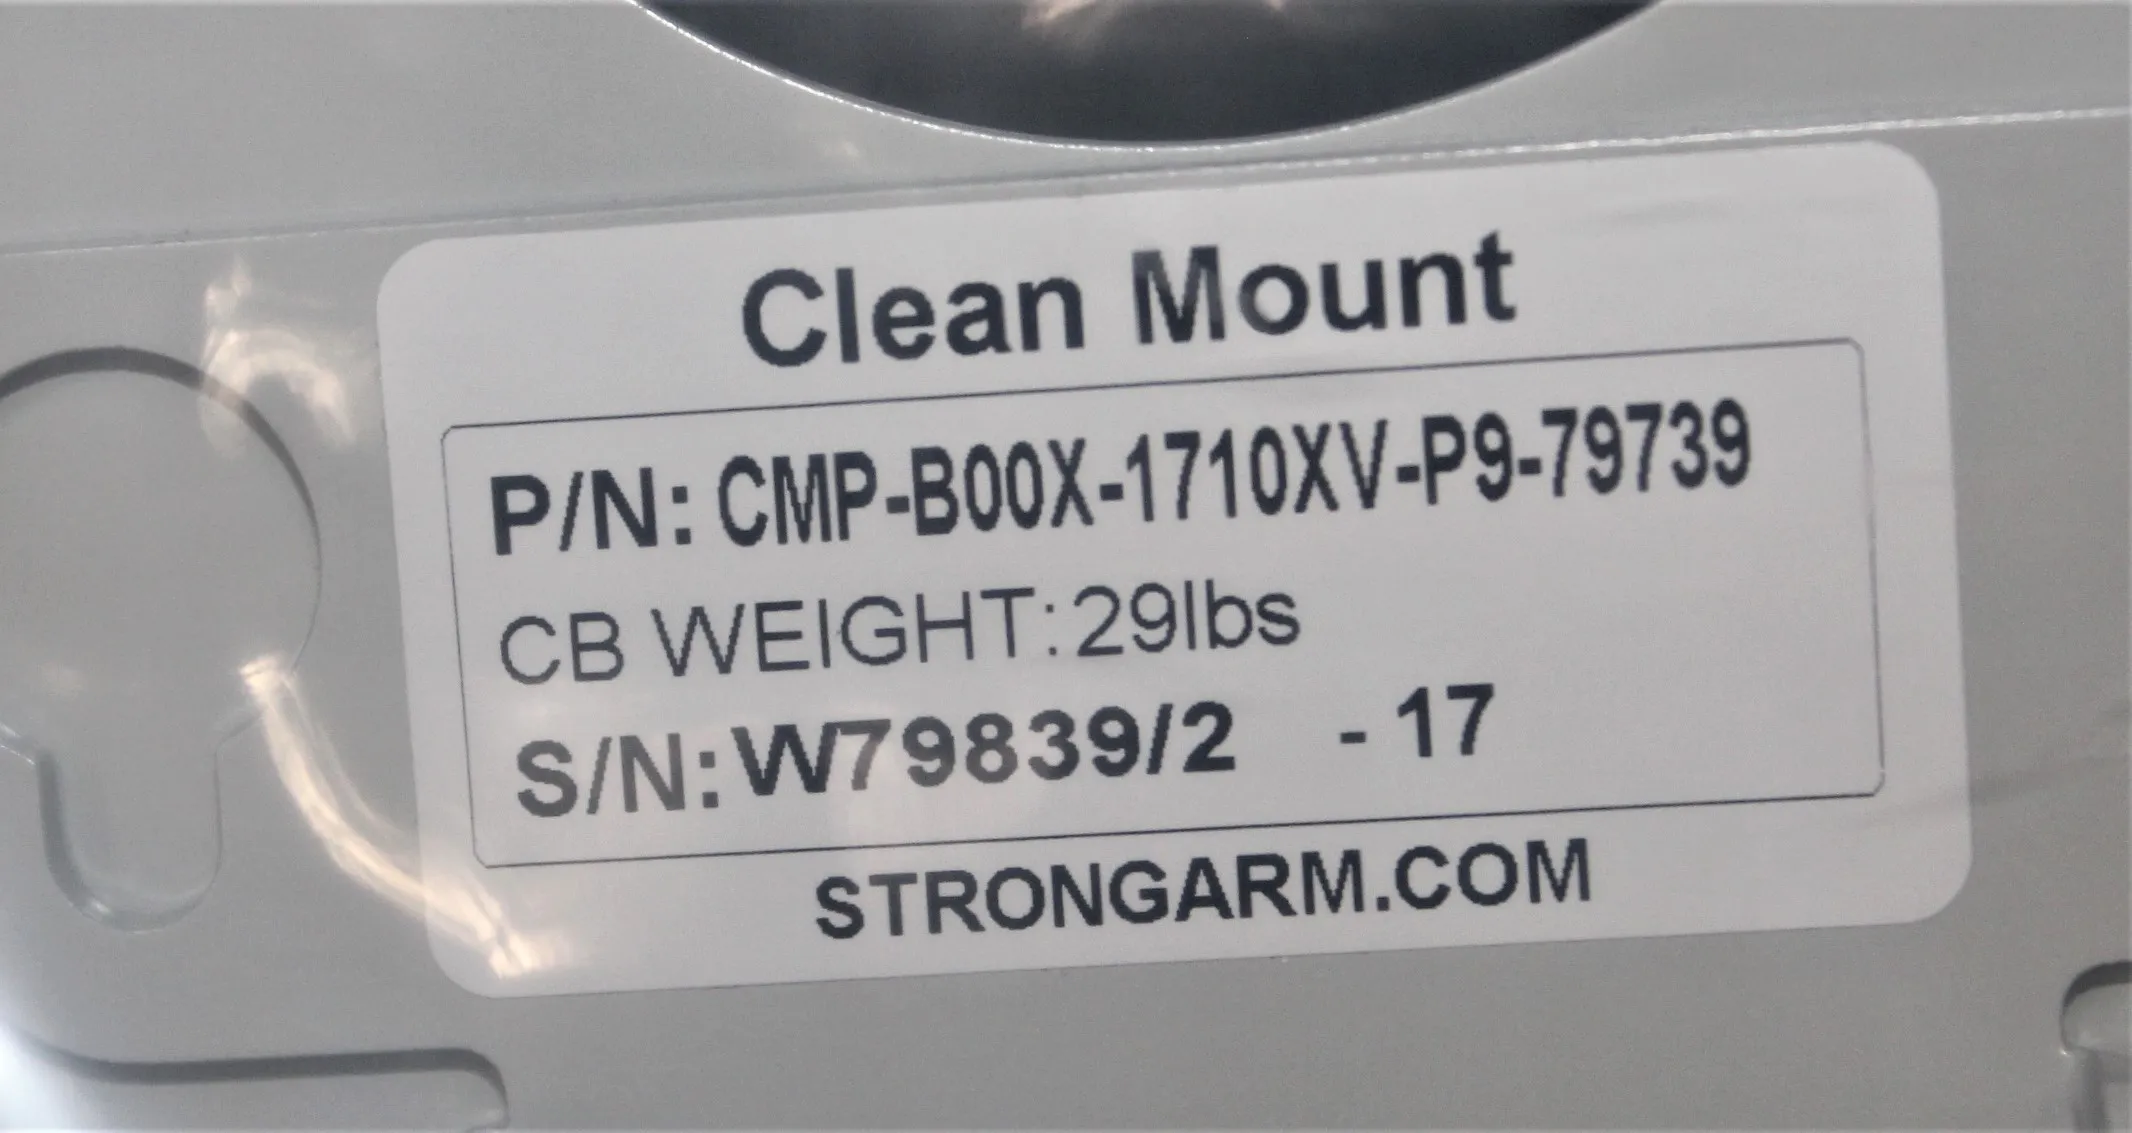 Clean Mount
P/N: CMP-B00X-1710XV-P9-79739
CB WEIGHT: 29lbs
S/N: W79839/2 - 17
STRONGARM.COM